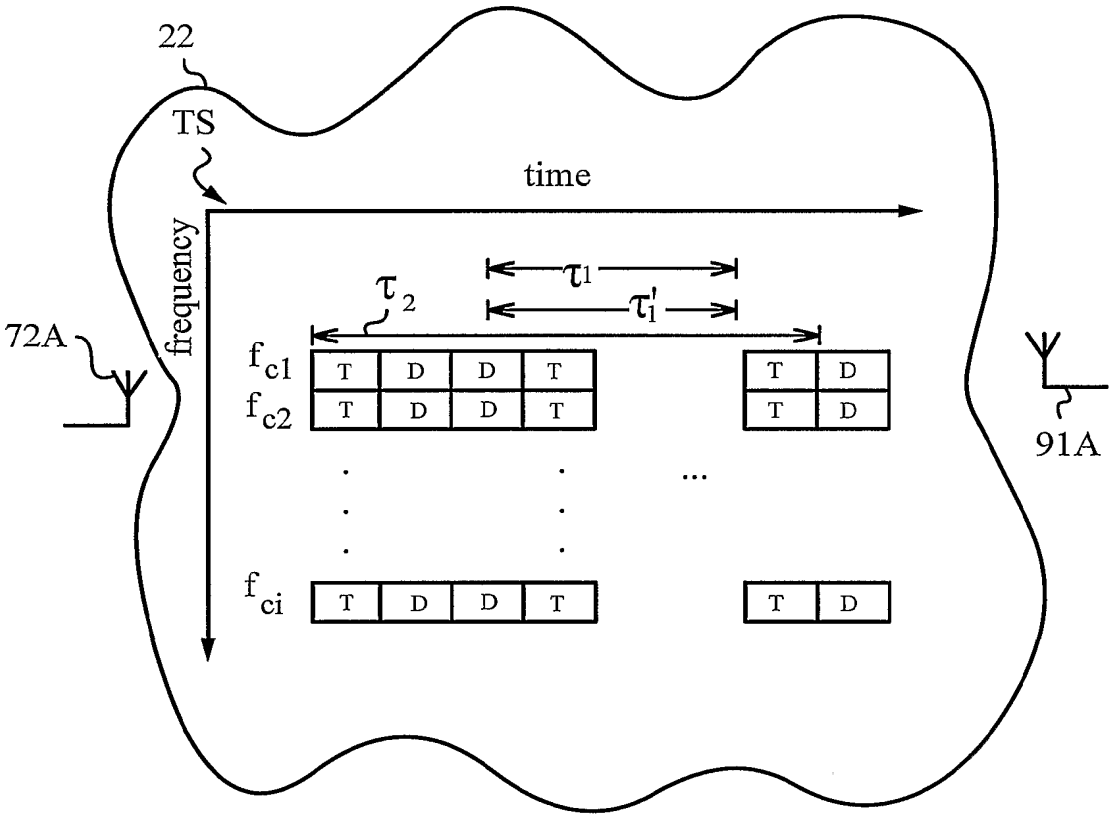 22
TS
time
frequency
τ1
τ'1
τ2
72A
fc1 T D D T T D
fc2 T D D T T D
91A
...
fci T D D T T D